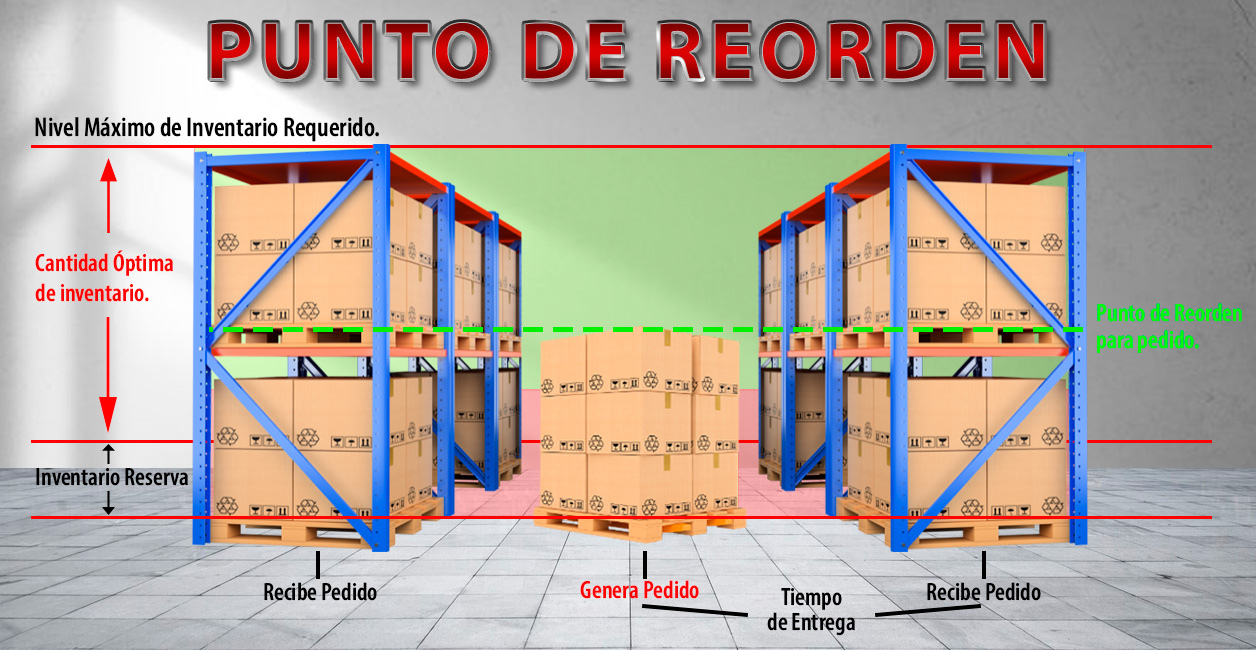 PUNTO DE REORDEN
Nivel Máximo de Inventario Requerido.
Cantidad Óptima
de inventario.
Punto de Reorden
para pedido.
Inventario Reserva
Recibe Pedido
Genera Pedido
Recibe Pedido
Tiempo
de Entrega